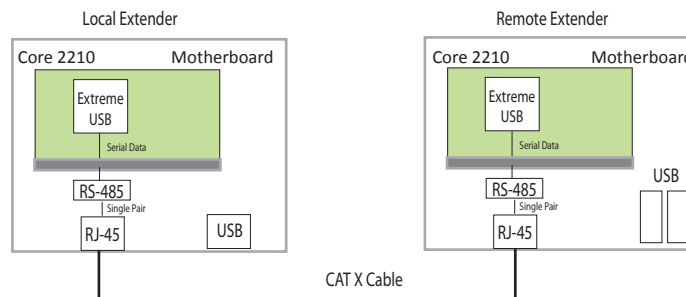 Local Extender
Core 2210 Motherboard
Extreme
USB
Serial Data
RS-485
Single Pair
RJ-45
USB
Remote Extender
Core 2210 Motherboard
Extreme
USB
Serial Data
RS-485
Single Pair
RJ-45
USB
CAT X Cable